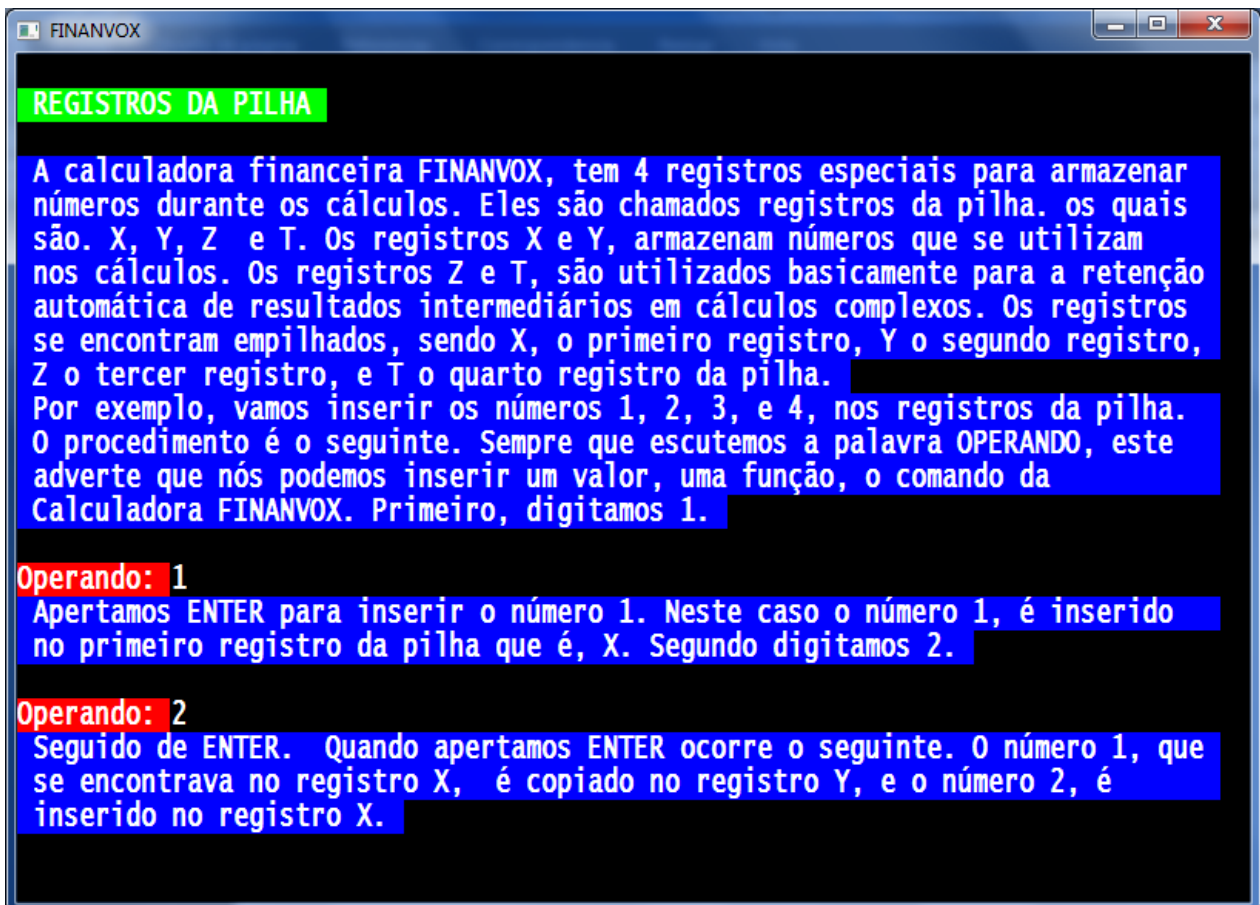 FINANVOX
REGISTROS DA PILHA
A calculadora financeira FINANVOX, tem 4 registros especiais para armazenar
números durante os cálculos. Eles são chamados registros da pilha. os quais
são. X, Y, Z  e T. Os registros X e Y, armazenam números que se utilizam
nos cálculos. Os registros Z e T, são utilizados basicamente para a retenção
automática de resultados intermediários em cálculos complexos. Os registros
se encontram empilhados, sendo X, o primeiro registro, Y o segundo registro,
Z o tercer registro, e T o quarto registro da pilha.
Por exemplo, vamos inserir os números 1, 2, 3, e 4, nos registros da pilha.
O procedimento é o seguinte. Sempre que escutemos a palavra OPERANDO, este
adverte que nós podemos inserir um valor, uma função, o comando da
Calculadora FINANVOX. Primeiro, digitamos 1.
Operando: 1
Apertamos ENTER para inserir o número 1. Neste caso o número 1, é inserido
no primeiro registro da pilha que é, X. Segundo digitamos 2.
Operando: 2
Seguido de ENTER.  Quando apertamos ENTER ocorre o seguinte. O número 1, que
se encontrava no registro X,  é copiado no registro Y, e o número 2, é
inserido no registro X.